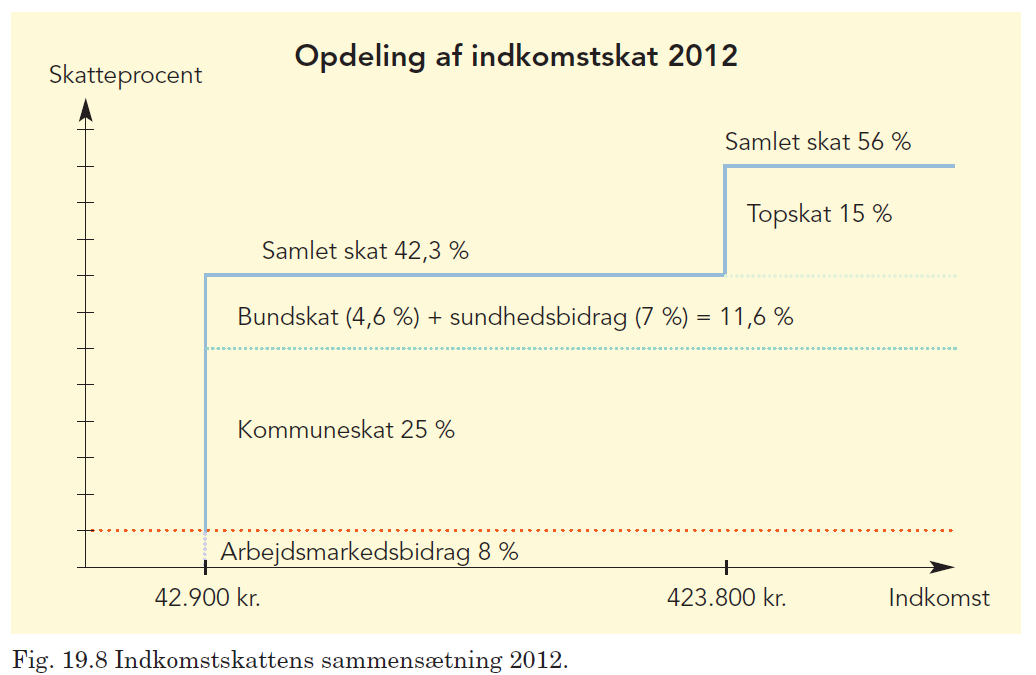 Opdeling af indkomstskat 2012
Skatteprocent
Samlet skat 56 %
Topskat 15 %
Samlet skat 42,3 %
Bundskat (4,6 %) + sundhedsbidrag (7 %) = 11,6 %
Kommuneskat 25 %
Arbejdsmarkedsbidrag 8 %
42.900 kr.
423.800 kr.
Indkomst
Fig. 19.8 Indkomstskattens sammensætning 2012.